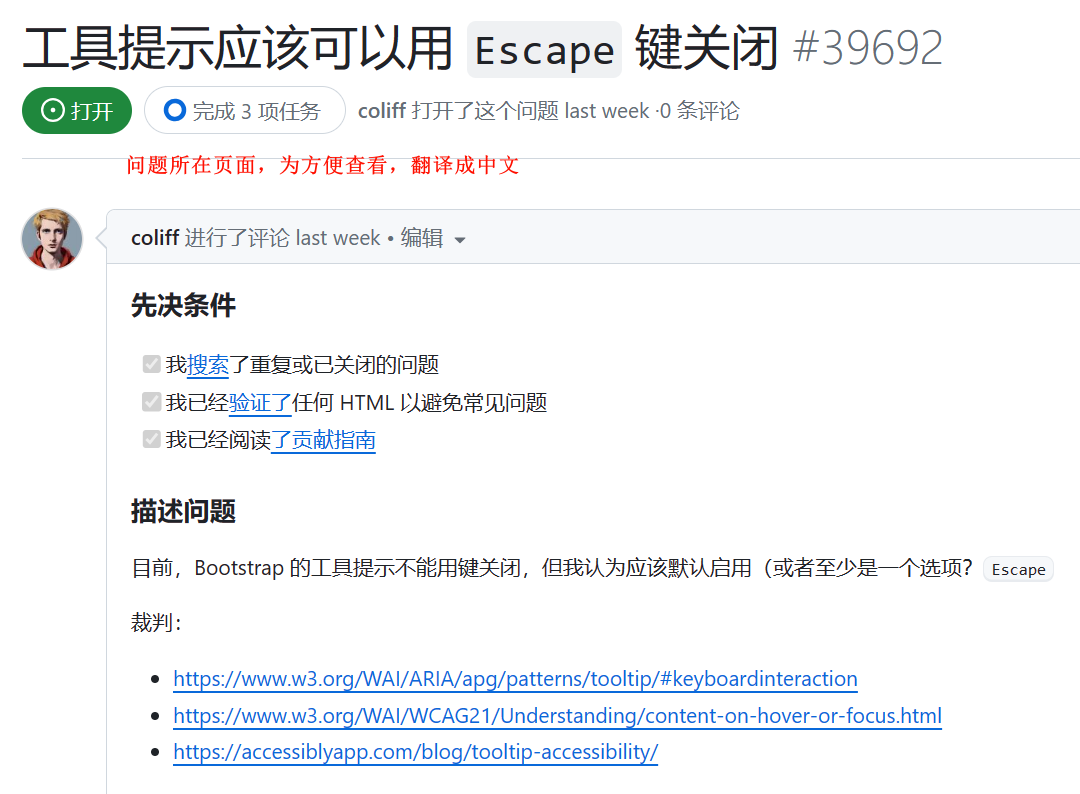 工具提示应该可以用 Escape 键关闭 #39692
打开 完成 3 项任务 coliff 打开了这个问题 last week ·0 条评论
问题所在页面，为方便查看，翻译成中文
coliff 进行了评论 last week • 编辑
先决条件
我搜索了重复或已关闭的问题
我已经验证了任何 HTML 以避免常见问题
我已经阅读了贡献指南
描述问题
目前，Bootstrap 的工具提示不能用键关闭，但我认为应该默认启用（或者至少是一个选项？ Escape
裁判：
https://www.w3.org/WAI/ARIA/apg/patterns/tooltip/#keyboardinteraction
https://www.w3.org/WAI/WCAG21/Understanding/content-on-hover-or-focus.html
https://accessiblyapp.com/blog/tooltip-accessibility/